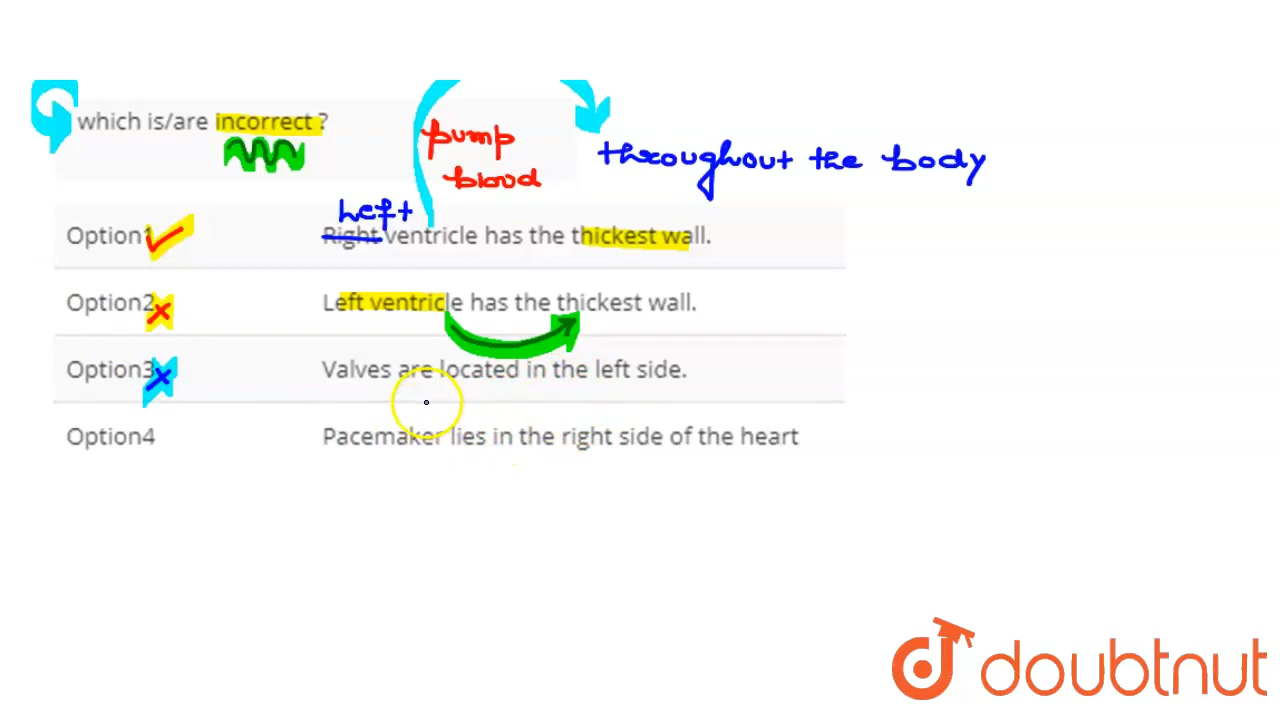 which is/are incorrect ?
pump
blood
throughout the body
Left
Option1 Right ventricle has the thickest wall.
Option2 Left ventricle has the thickest wall.
Option3 Valves are located in the left side.
Option4 Pacemaker lies in the right side of the heart
doubtnut